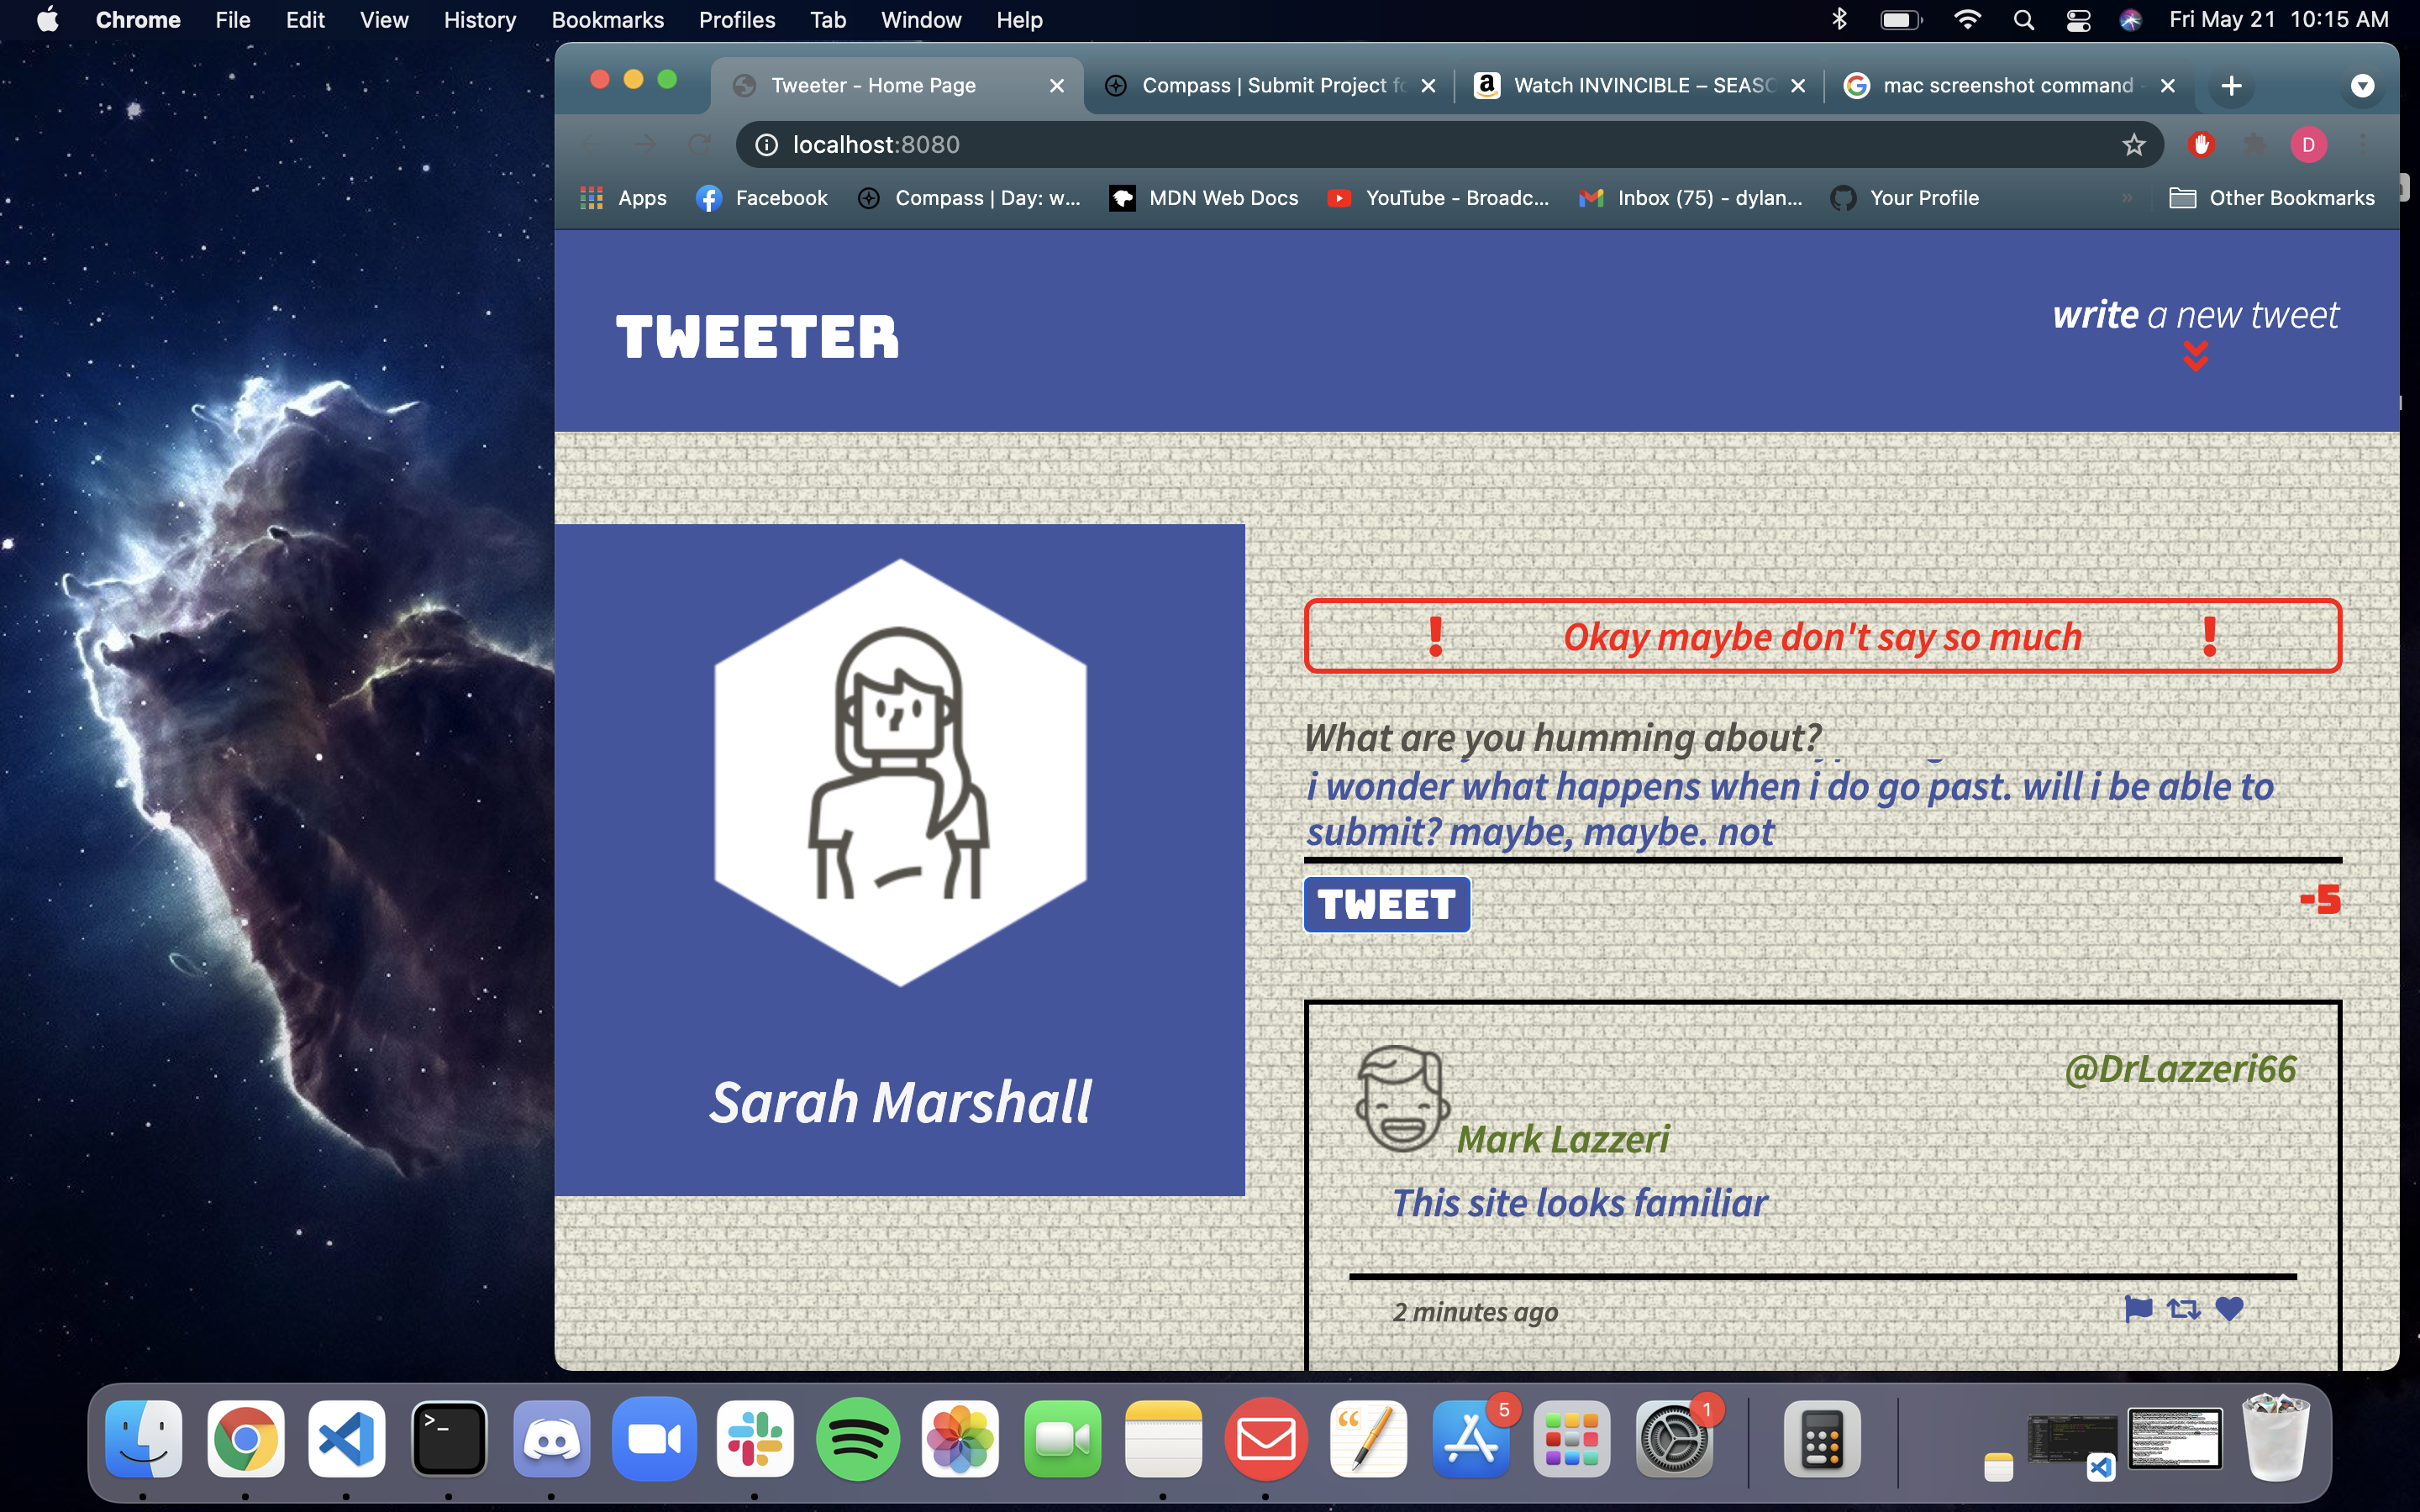 Chrome File Edit View History Bookmarks Profiles Tab Window Help Fri May 21 10:15 AM
Tweeter - Home Page Compass | Submit Project fo Watch INVINCIBLE – SEASO mac screenshot command -
localhost:8080 D
Apps Facebook Compass | Day: w... MDN Web Docs YouTube - Broadc... Inbox (75) - dylan... Your Profile » Other Bookmarks
TWEETER
write a new tweet
! Okay maybe don't say so much !
What are you humming about?
i wonder what happens when i do go past. will i be able to
submit? maybe, maybe. not
TWEET -5
Sarah Marshall
@DrLazzeri66
Mark Lazzeri
This site looks familiar
2 minutes ago
>_ 5 1